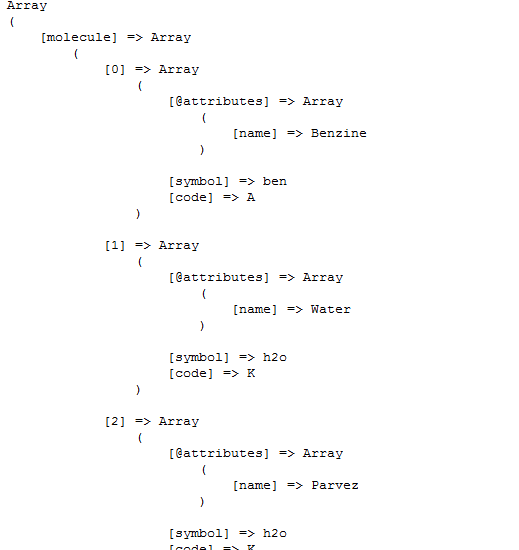 Array
(
    [molecule] => Array
        (
            [0] => Array
                (
                    [@attributes] => Array
                        (
                            [name] => Benzine
                        )

                    [symbol] => ben
                    [code] => A
                )

            [1] => Array
                (
                    [@attributes] => Array
                        (
                            [name] => Water
                        )

                    [symbol] => h2o
                    [code] => K
                )

            [2] => Array
                (
                    [@attributes] => Array
                        (
                            [name] => Parvez
                        )

                    [symbol] => h2o
                    [code] => K